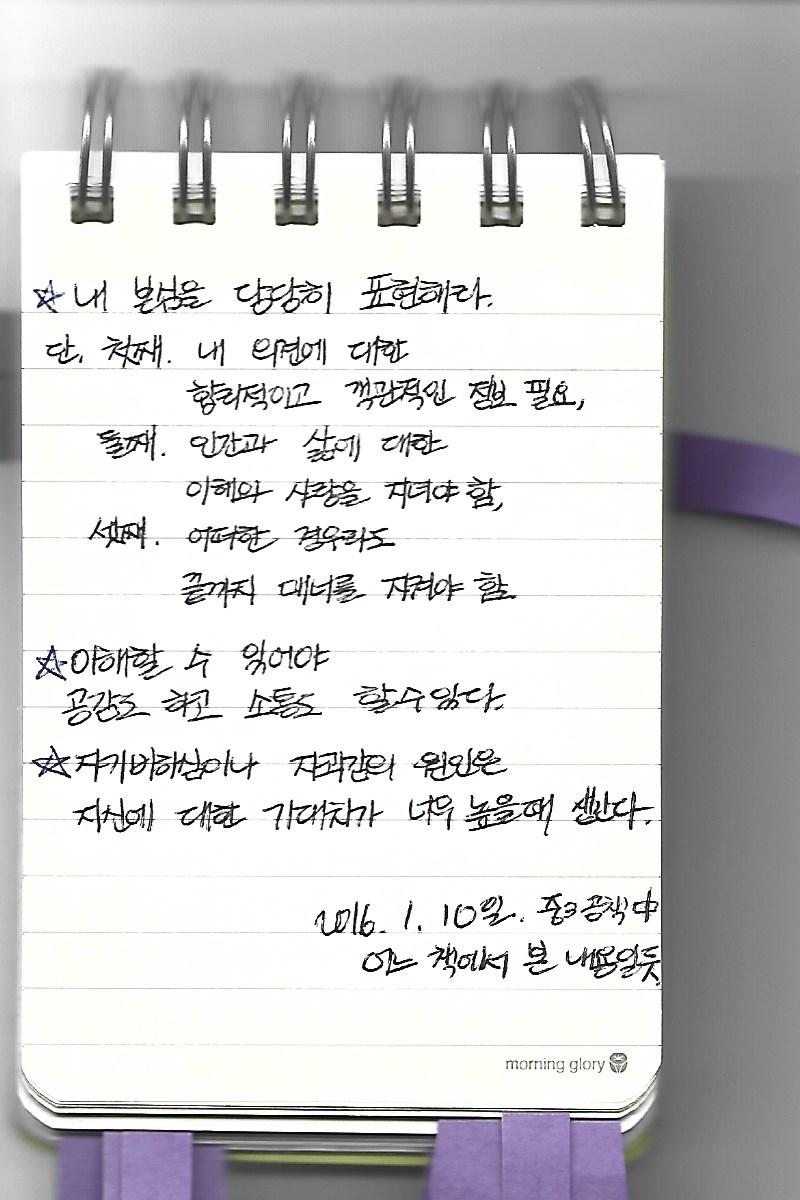 ☆ 내 본심을 당당히 표현해라.
단, 첫째. 내 의견에 대한
합리적이고 객관적인 정보 필요,
둘째. 인간과 삶에 대한
이해와 사랑을 지녀야 함,
셋째. 어떠한 경우라도
끝까지 매너를 지켜야 함.
☆이해할 수 있어야
공감도 하고 소통도 할 수 있다.
☆자기비하심이나 자괴감의 원인은
자신에 대한 기대치가 너무 높을때 생긴다.
2016. 1. 10일. 중3 공책 中
어느 책에서 본 내용일듯
morning glory